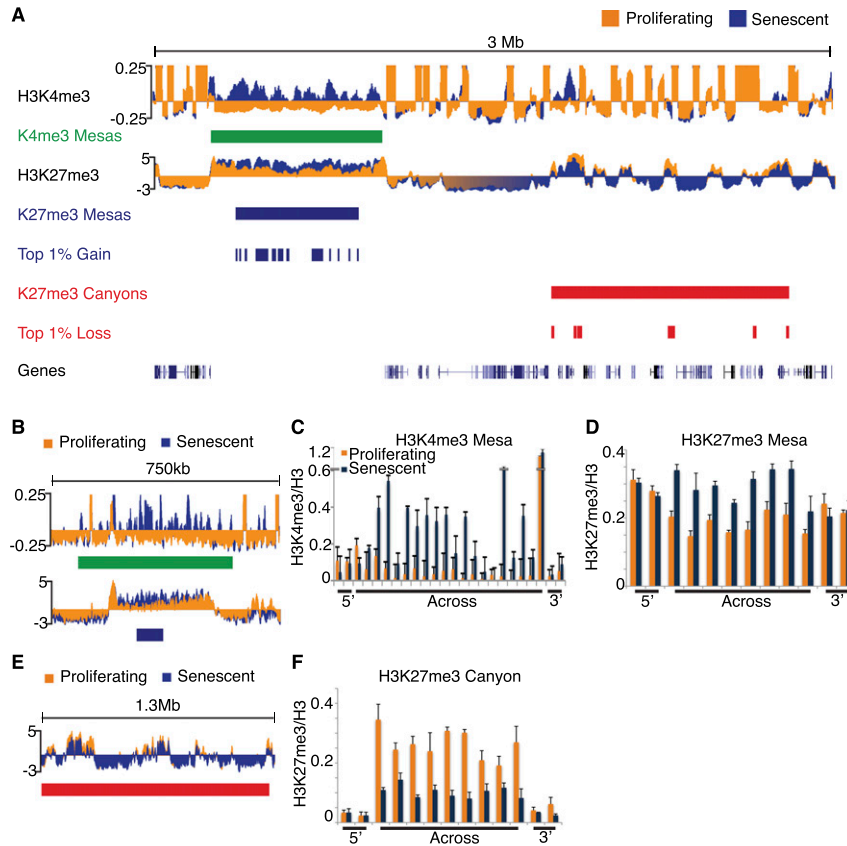 A
Proliferating Senescent
3 Mb
0.25
H3K4me3
-0.25
K4me3 Mesas
5
H3K27me3
-3
K27me3 Mesas
Top 1% Gain
K27me3 Canyons
Top 1% Loss
Genes
B
Proliferating Senescent
750kb
0.25
-0.25
5
-3
C
H3K4me3 Mesa
Proliferating
Senescent
H3K4me3/H3
1.2
0.6
0.4
0.2
0
5’ Across 3’
D
H3K27me3 Mesa
H3K27me3/H3
0.4
0.2
0
5’ Across 3’
E
Proliferating Senescent
1.3Mb
5
-3
F
H3K27me3 Canyon
H3K27me3/H3
0.4
0.2
0
5’ Across 3’